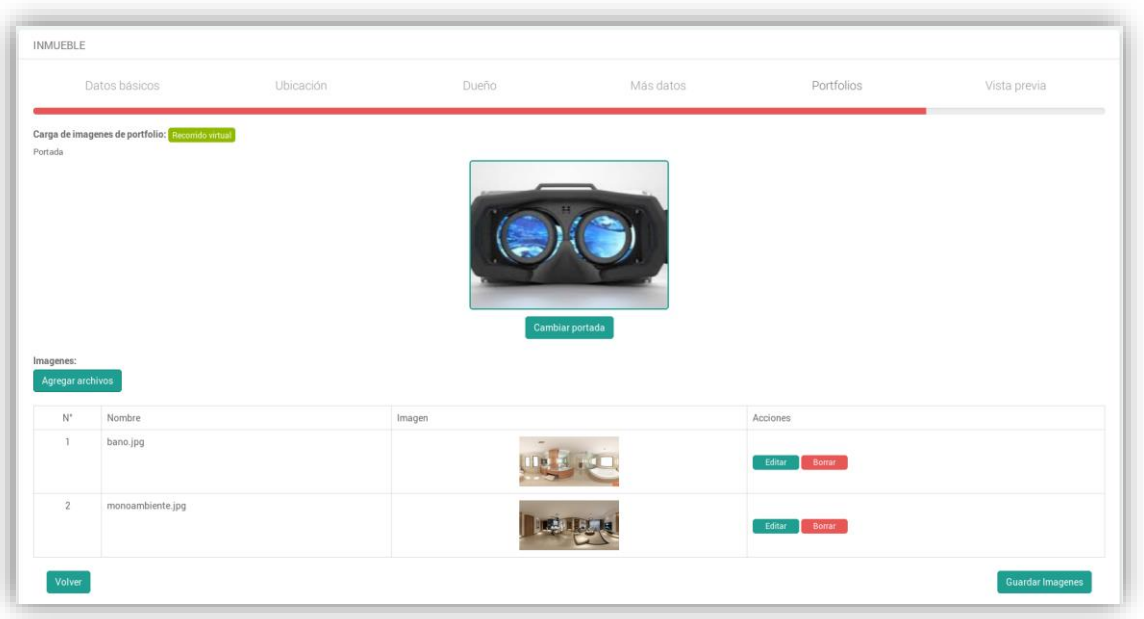 INMUEBLE
Datos básicos Ubicación Dueño Más datos Portfolios Vista previa
Carga de imagenes de portfolio: Recorrido virtual
Portada
Cambiar portada
Imagenes:
Agregar archivos
N° Nombre Imagen Acciones
1 bano.jpg Editar Borrar
2 monoambiente.jpg Editar Borrar
Volver Guardar Imagenes